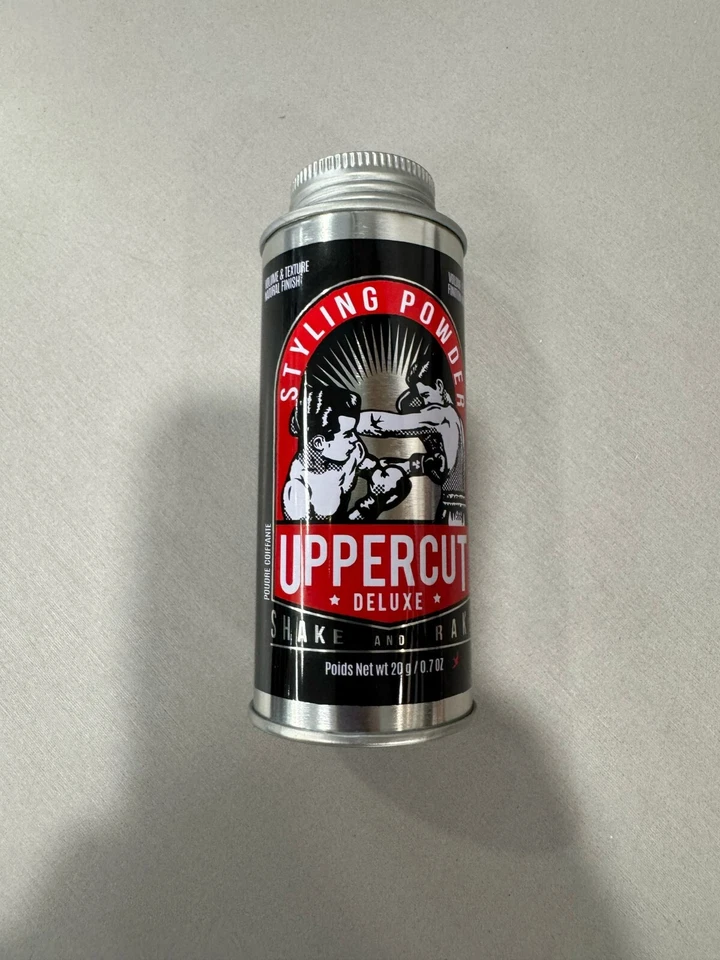 VOLUME & TEXTURE
NATURAL FINISH
STYLING POWDER
POUDRE COIFFANTE
UPPERCUT
★ DELUXE ★
SHAKE AND RAK
Poids Net wt 20 g / 0.7 OZ